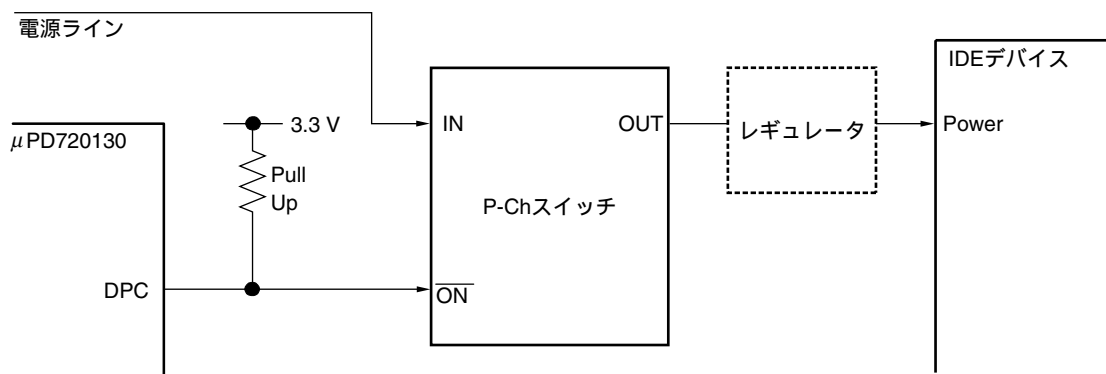 電源ライン
μPD720130
3.3 V
Pull
Up
DPC
IN
OUT
P-Chスイッチ
ON
レギュレータ
IDEデバイス
Power